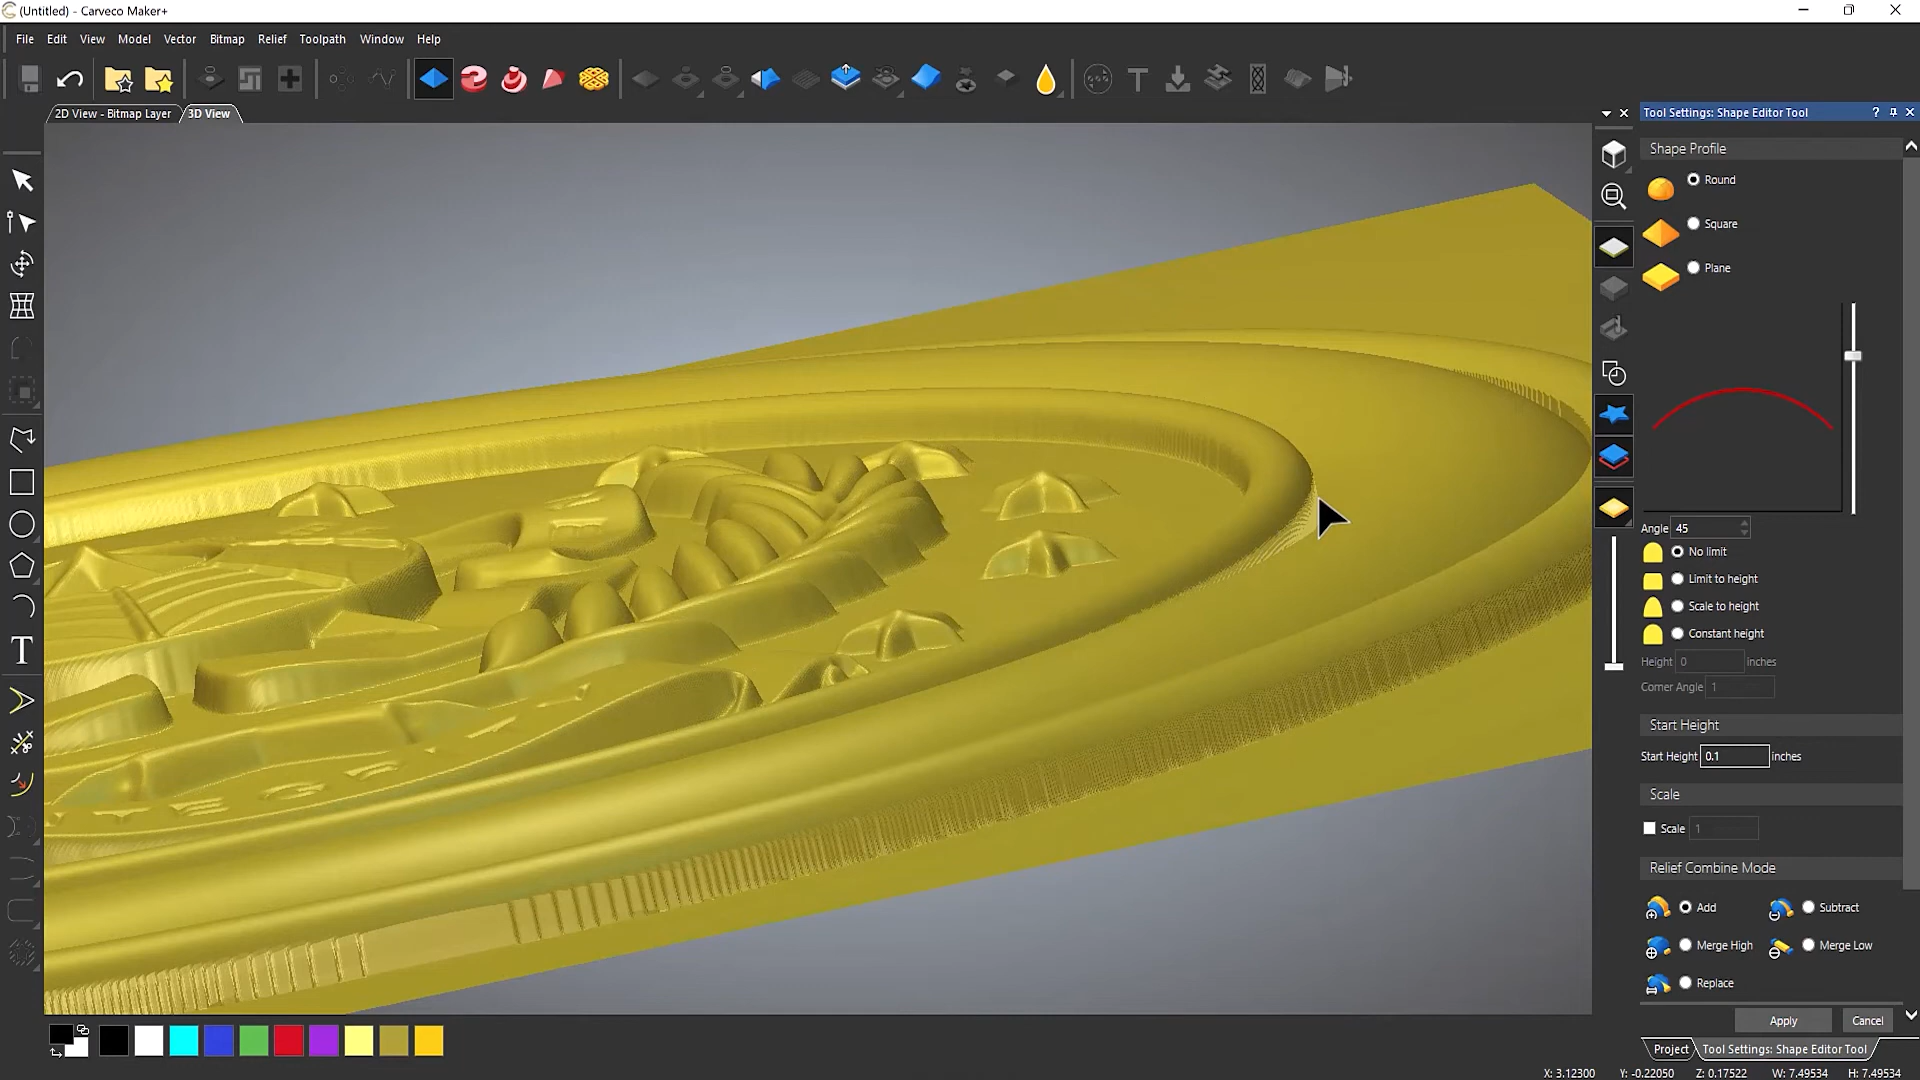 (Untitled) - Carveco Maker+
File Edit View Model Vector Bitmap Relief Toolpath Window Help
2D View - Bitmap Layer 3D View
Tool Settings: Shape Editor Tool
Shape Profile
Round
Square
Plane
Angle 45
No limit
Limit to height
Scale to height
Constant height
Height 0 inches
Corner Angle 1
Start Height
Start Height 0.1 inches
Scale
Scale 1
Relief Combine Mode
Add Subtract
Merge High Merge Low
Replace
Apply Cancel
Project Tool Settings: Shape Editor Tool
X: 3.12300 Y: -0.22050 Z: 0.17522 W: 7.49534 H: 7.49534